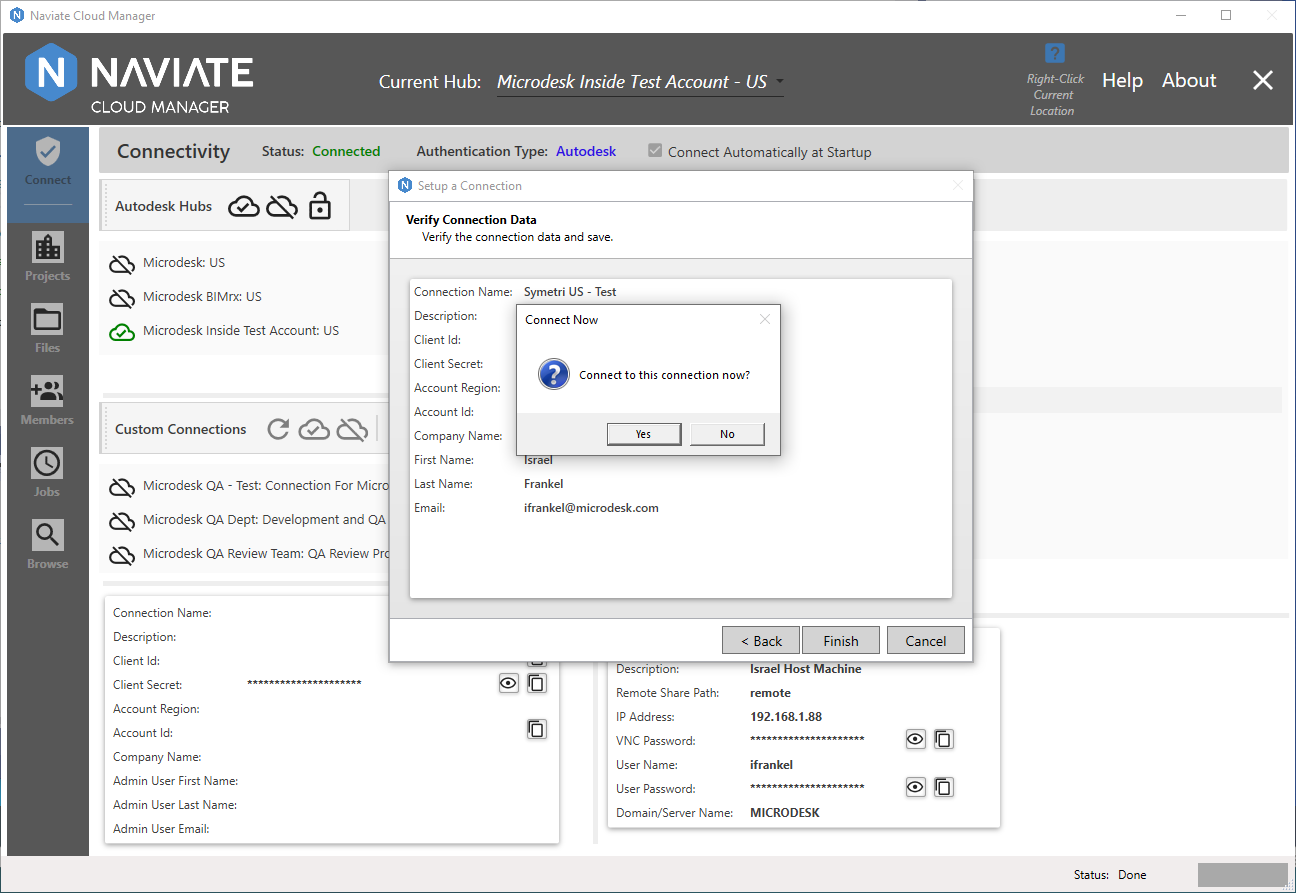 Naviate Cloud Manager
N NAVIATE
CLOUD MANAGER
Current Hub: Microdesk Inside Test Account - US
?
Right-Click
Current
Location
Help About
Connect
Projects
Files
Members
Jobs
Browse
Connectivity Status: Connected Authentication Type: Autodesk Connect Automatically at Startup
Autodesk Hubs
Microdesk: US
Microdesk BIMrx: US
Microdesk Inside Test Account: US
Custom Connections
Microdesk QA - Test: Connection For Micro
Microdesk QA Dept: Development and QA
Microdesk QA Review Team: QA Review Pro
Connection Name:
Description:
Client Id:
Client Secret: *********************
Account Region:
Account Id:
Company Name:
Admin User First Name:
Admin User Last Name:
Admin User Email:
N Setup a Connection
Verify Connection Data
Verify the connection data and save.
Connection Name: Symetri US - Test
Description:
Client Id:
Client Secret:
Account Region:
Account Id:
Company Name:
First Name: Israel
Last Name: Frankel
Email: ifrankel@microdesk.com
Connect Now
? Connect to this connection now?
Yes No
< Back Finish Cancel
Description: Israel Host Machine
Remote Share Path: remote
IP Address: 192.168.1.88
VNC Password: *********************
User Name: ifrankel
User Password: *********************
Domain/Server Name: MICRODESK
Status: Done